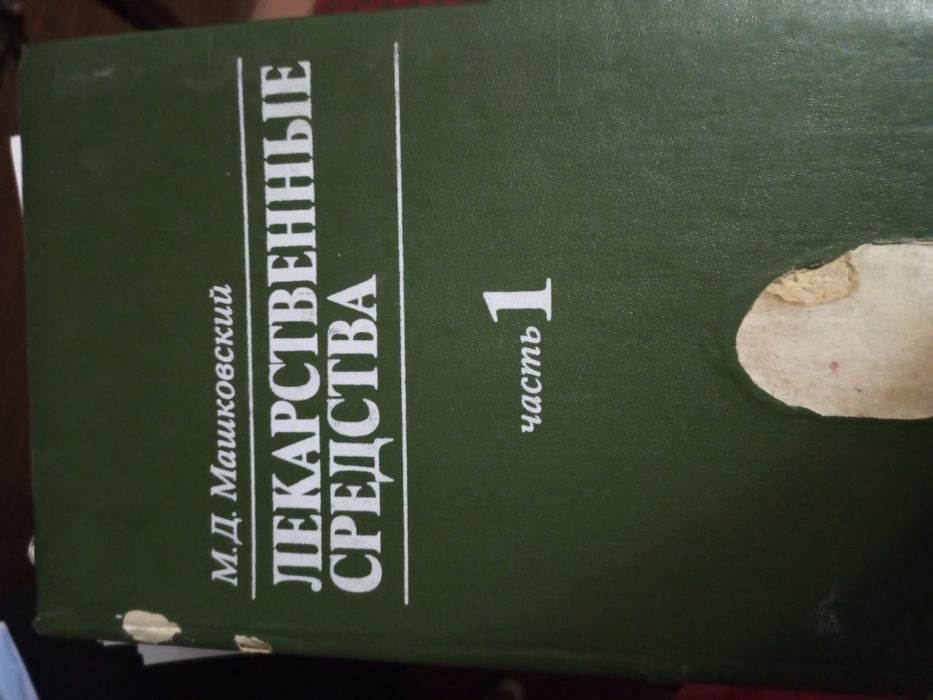 М.Д. Машковский
ЛЕКАРСТВЕННЫЕ
СРЕДСТВА
часть 1